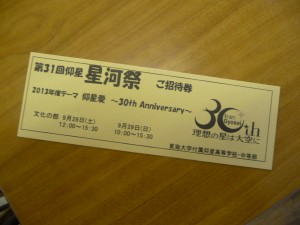 第31回仰星 星河祭 ご招待券
2013年度テーマ 仰星愛 ～30th Anniversary～
文化の部 9月28日(土) 9月29日(日)
12:00～15:30 10:00～15:30
30th
Gyosei
理想の星は大空に
東海大学付属仰星高等学校・中等部